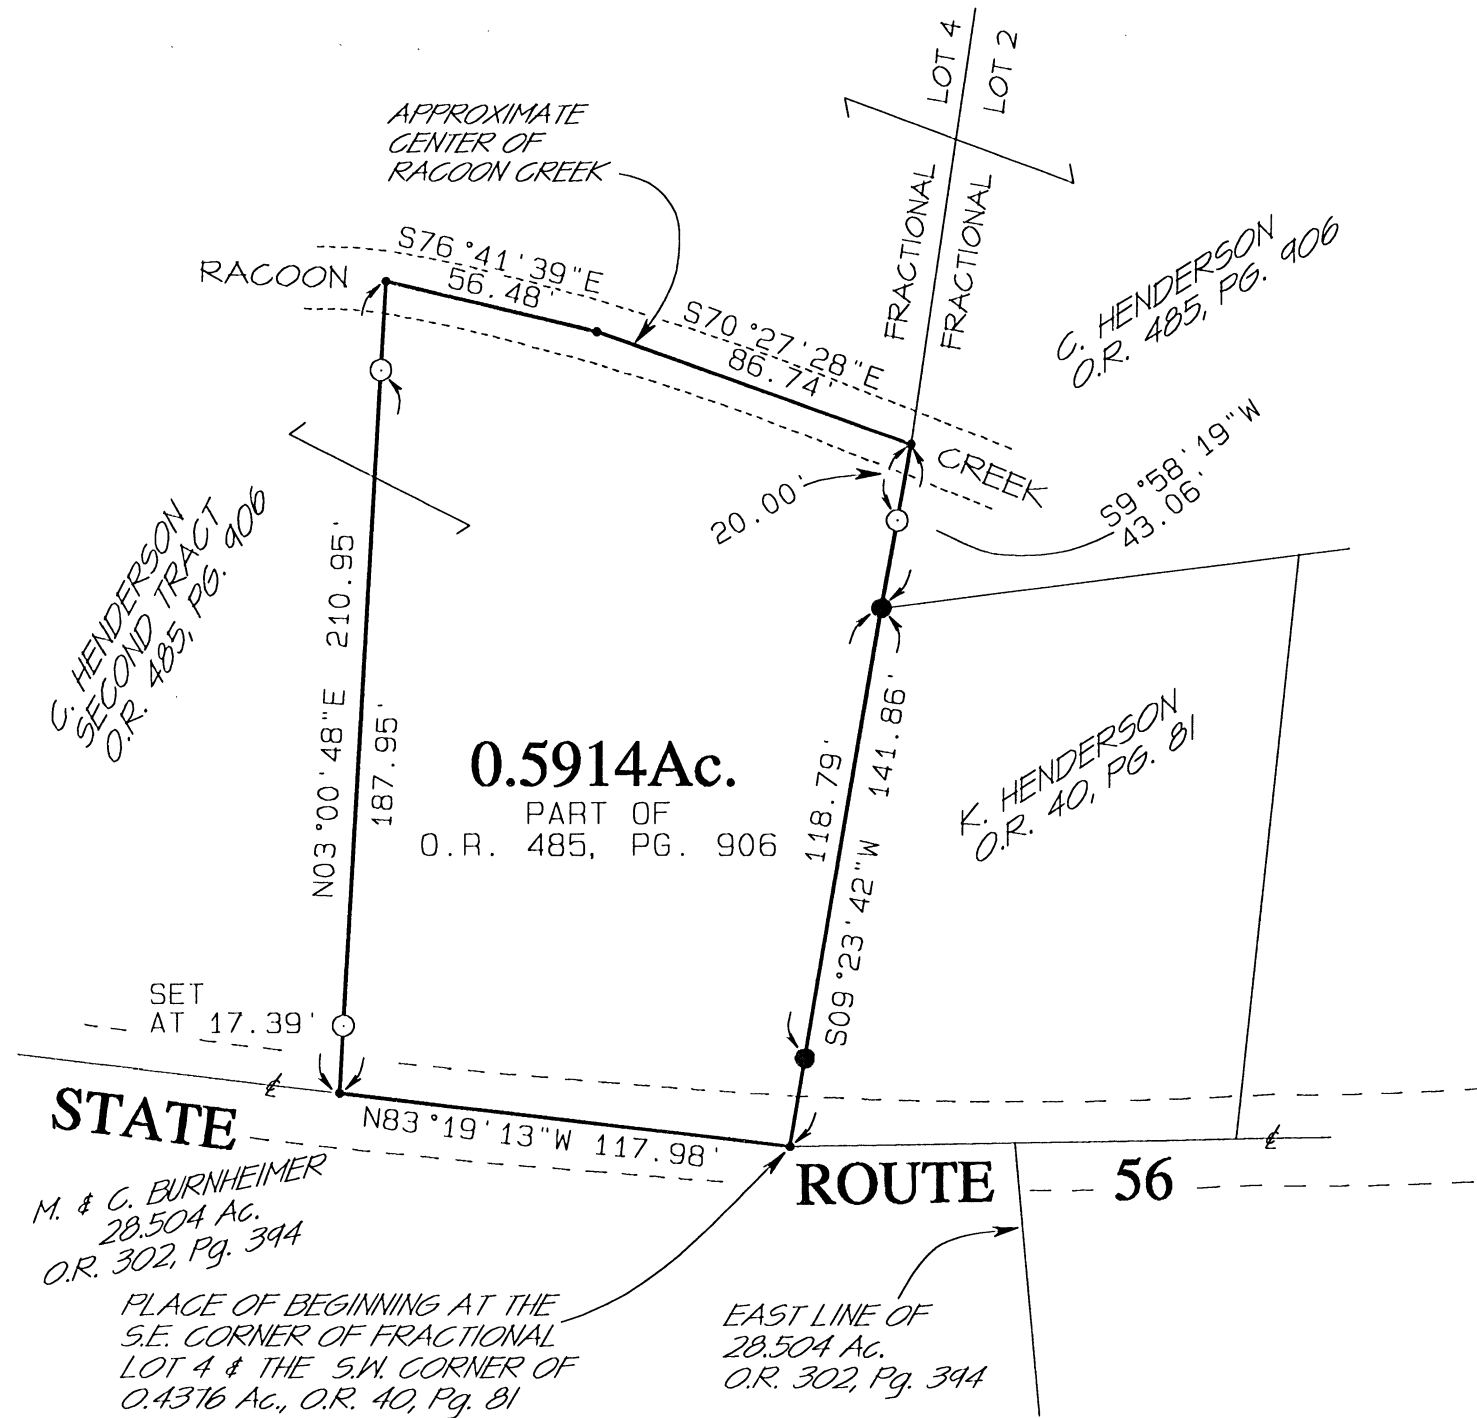 LOT 4
LOT 2
FRACTIONAL
FRACTIONAL
APPROXIMATE
CENTER OF
RACOON CREEK
S76°41'39"E
56.48'
RACOON
S70°27'28"E
86.74'
CREEK
C. HENDERSON
O.R. 485, PG. 906
S9°58'19"W
43.06'
20.00'
C. HENDERSON
SECOND TRACT
O.R. 485, PG. 906
N03°00'48"E 210.95'
187.95'
0.5914Ac.
PART OF
O.R. 485, PG. 906
118.79'
S09°23'42"W 141.86'
K. HENDERSON
O.R. 40, PG. 81
SET
AT 17.39'
STATE
N83°19'13"W 117.98'
ROUTE 56
M. & C. BURNHEIMER
28.504 Ac.
O.R. 302, Pg. 394
PLACE OF BEGINNING AT THE
S.E. CORNER OF FRACTIONAL
LOT 4 & THE S.W. CORNER OF
0.4376 Ac., O.R. 40, Pg. 81
EAST LINE OF
28.504 Ac.
O.R. 302, Pg. 394